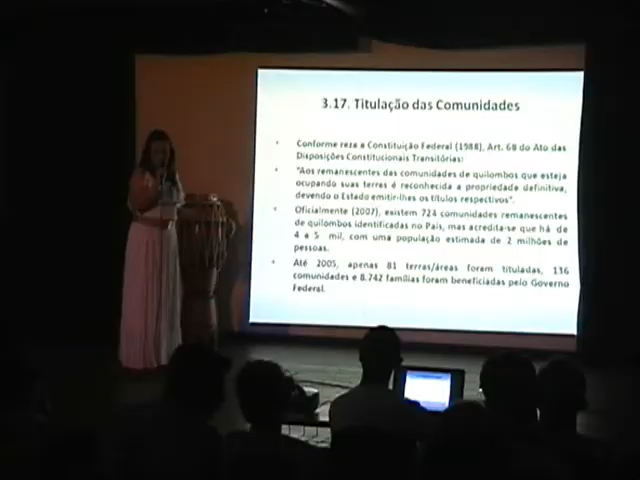 3.17. Titulação das Comunidades
• Conforme reza a Constituição Federal (1988), Art. 68 do Ato das
Disposições Constitucionais Transitórias:
• "Aos remanescentes das comunidades de quilombos que esteja
ocupando suas terras é reconhecida a propriedade definitiva,
devendo o Estado emitir-lhes os títulos respectivos".
• Oficialmente (2007), existem 724 comunidades remanescentes
de quilombos identificadas no País, mas acredita-se que há de
4 a 5 mil, com uma população estimada de 2 milhões de
pessoas.
• Até 2005, apenas 81 terras/áreas foram tituladas, 136
comunidades e 8.742 famílias foram beneficiadas pelo Governo
Federal.